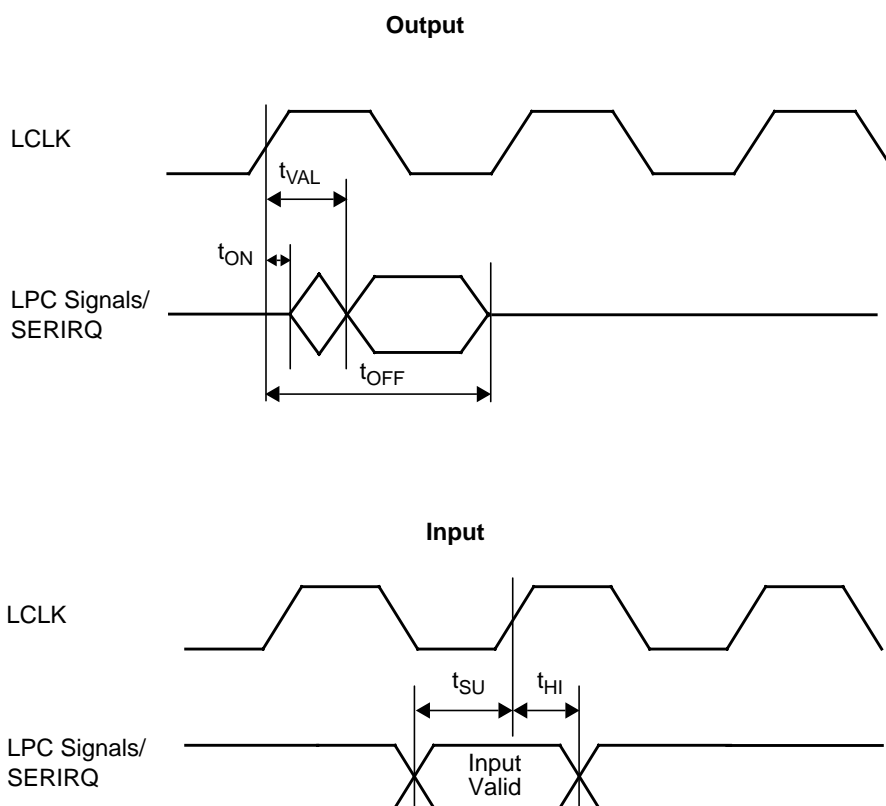 Output
LCLK
tVAL
tON
LPC Signals/
SERIRQ
tOFF
Input
LCLK
tSU
tHI
LPC Signals/
SERIRQ
Input
Valid